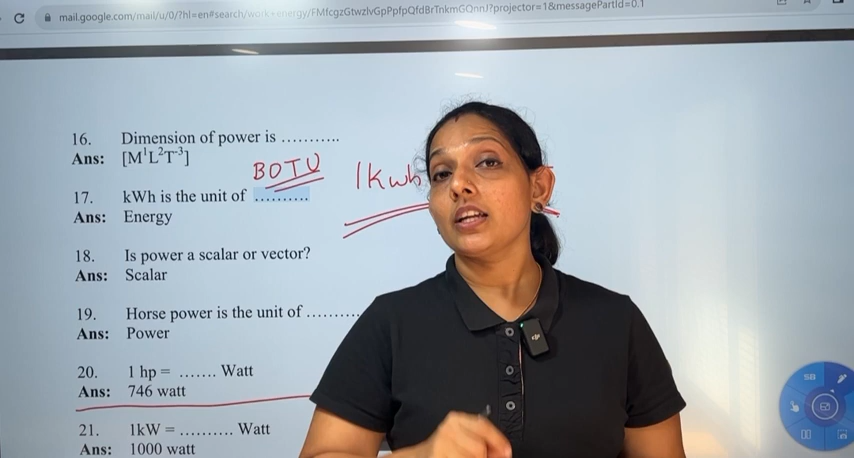 mail.google.com/mail/u/0/?hl=en#search/work+energy/FMfcgzGtwzlvGpPpfpQfdBrTnkmGQnnJ?projector=1&messagePartId=0.1
16. Dimension of power is ...........
Ans: [M¹L²T⁻³]
BOTU
1kwh
17. kWh is the unit of ..........
Ans: Energy
18. Is power a scalar or vector?
Ans: Scalar
19. Horse power is the unit of ..........
Ans: Power
20. 1 hp = ....... Watt
Ans: 746 watt
21. 1kW = .......... Watt
Ans: 1000 watt
SB